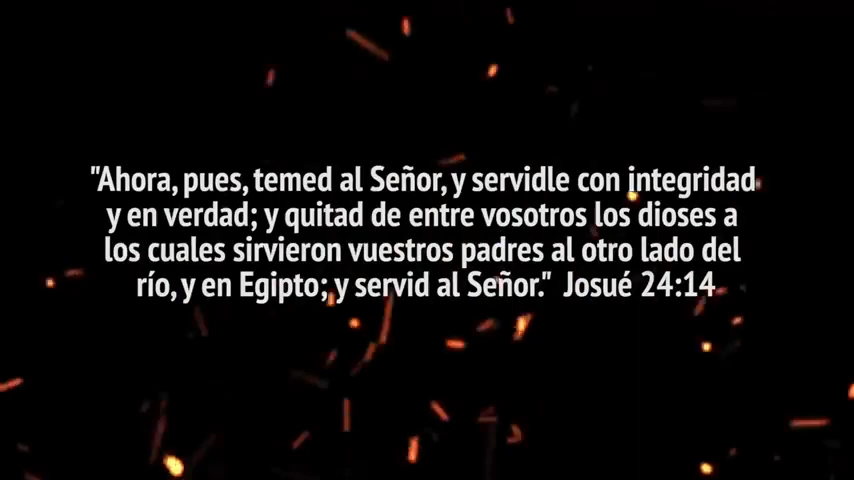 "Ahora, pues, temed al Señor, y servidle con integridad
y en verdad; y quitad de entre vosotros los dioses a
los cuales sirvieron vuestros padres al otro lado del
río, y en Egipto; y servid al Señor." Josué 24:14